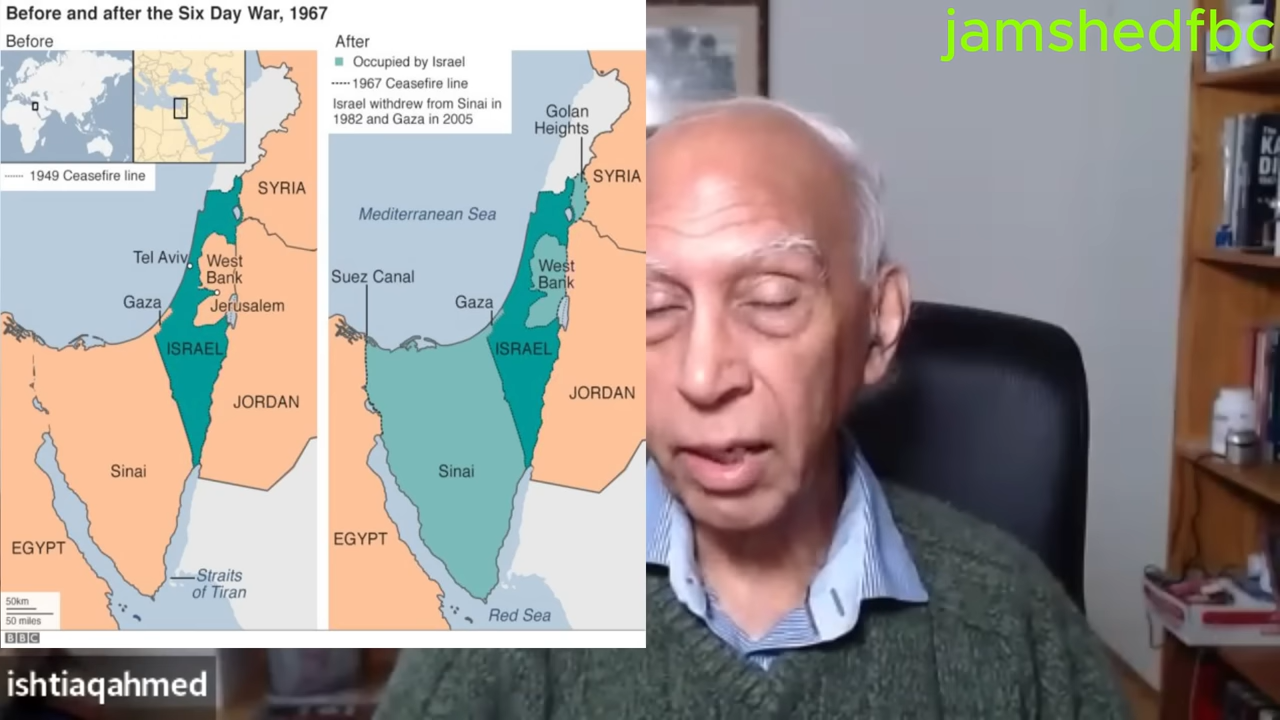 Before and after the Six Day War, 1967
Before
1949 Ceasefire line
SYRIA
Tel Aviv
West
Bank
Gaza
Jerusalem
ISRAEL
JORDAN
Sinai
EGYPT
Straits
of Tiran
50km
50 miles
BBC
After
Occupied by Israel
1967 Ceasefire line
Israel withdrew from Sinai in
1982 and Gaza in 2005
Golan
Heights
SYRIA
Mediterranean Sea
Suez Canal
West
Bank
Gaza
ISRAEL
JORDAN
Sinai
EGYPT
Red Sea
jamshedfbc
ishtiaqahmed